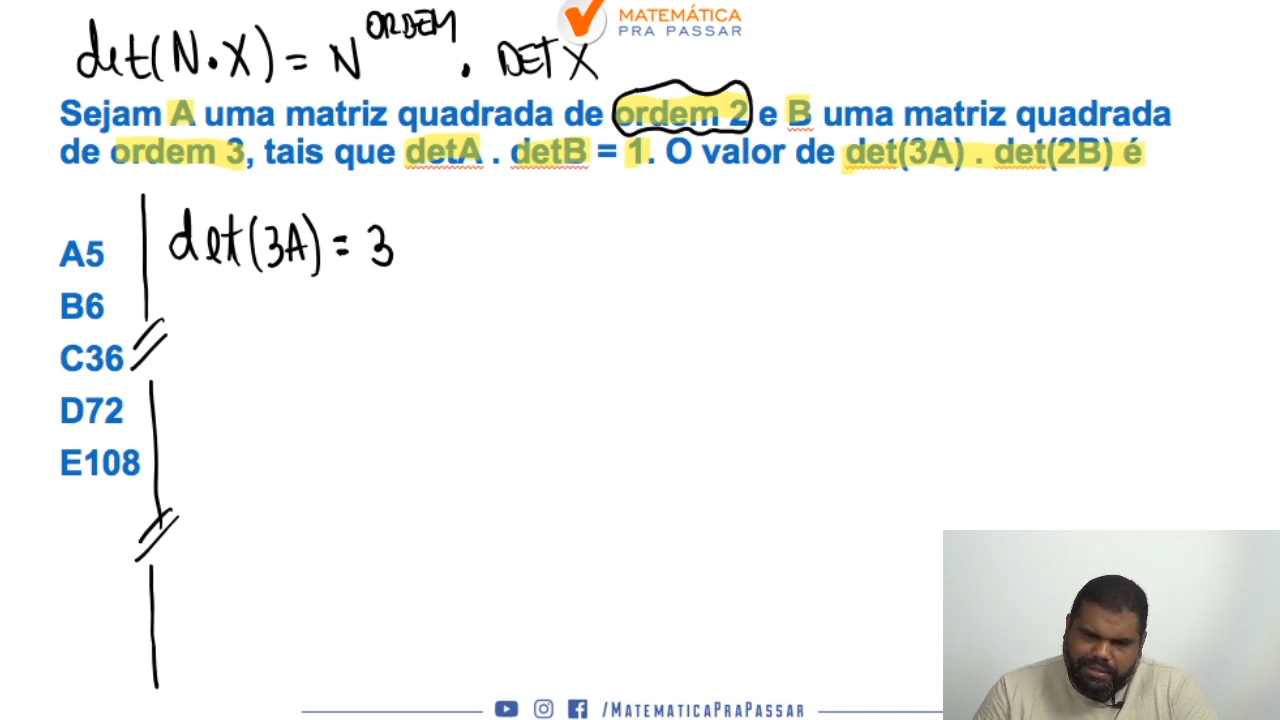 MATEMÁTICA
PRA PASSAR
det(N.X) = N^ORDEM . DET X
Sejam A uma matriz quadrada de ordem 2 e B uma matriz quadrada
de ordem 3, tais que detA . detB = 1. O valor de det(3A) . det(2B) é
det(3A) = 3
A5
B6
C36
D72
E108
/MATEMATICAPRAPASSAR